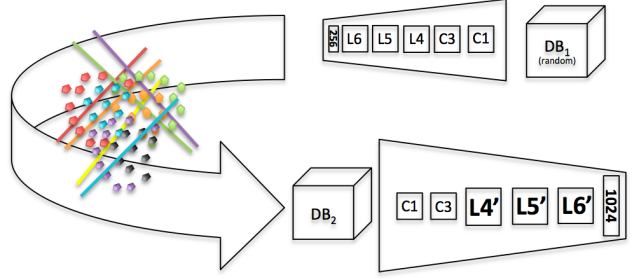 256 L6 L5 L4 C3 C1
DB1
(random)
DB2
C1 C3 L4’ L5’ L6’ 1024